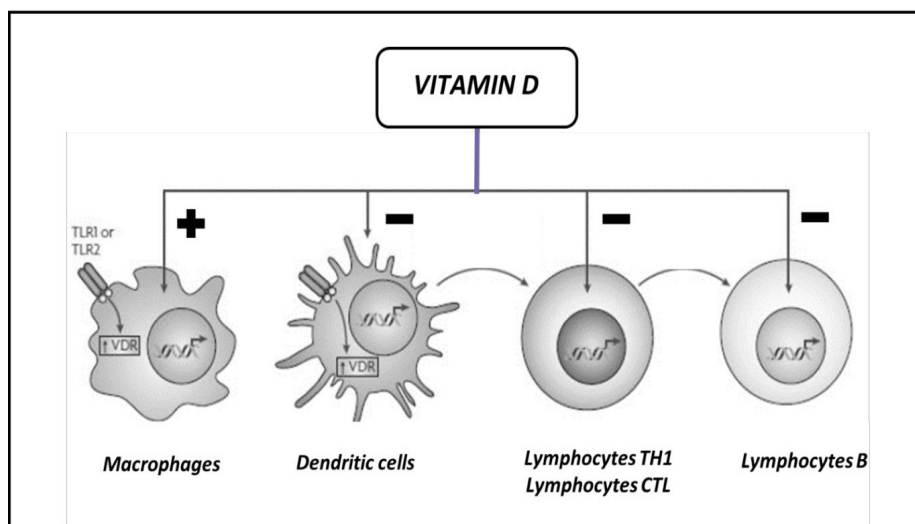 VITAMIN D
+
-
-
-
TLR1 or
TLR2
↑ VDR
↑ VDR
Macrophages
Dendritic cells
Lymphocytes TH1
Lymphocytes CTL
Lymphocytes B